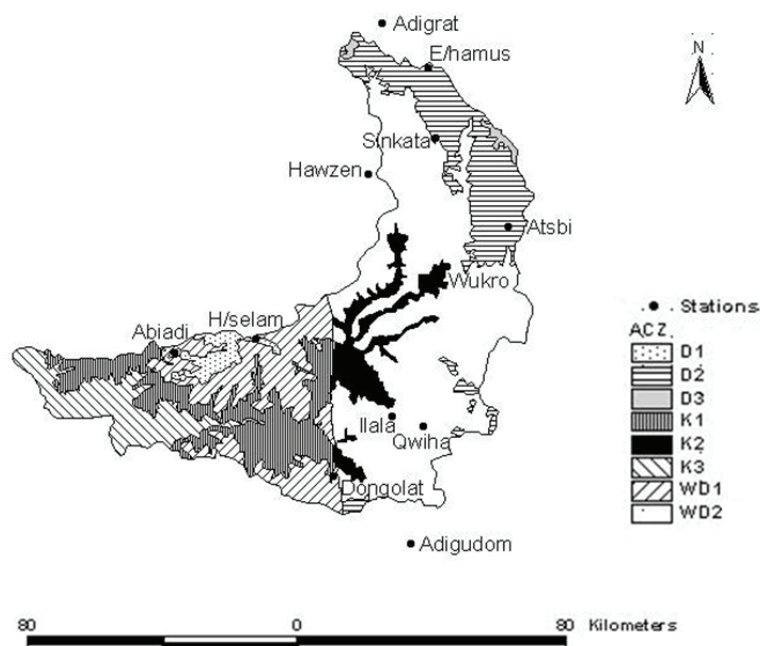 Adigrat
N
E/hamus
Sinkata
Hawzen
Atsbi
Wukro
H/selam
Abiadi
Stations
ACZ
D1
D2
D3
K1
K2
K3
WD1
WD2
Ilala
Qwiha
Dongolat
Adigudom
80 0 80 Kilometers